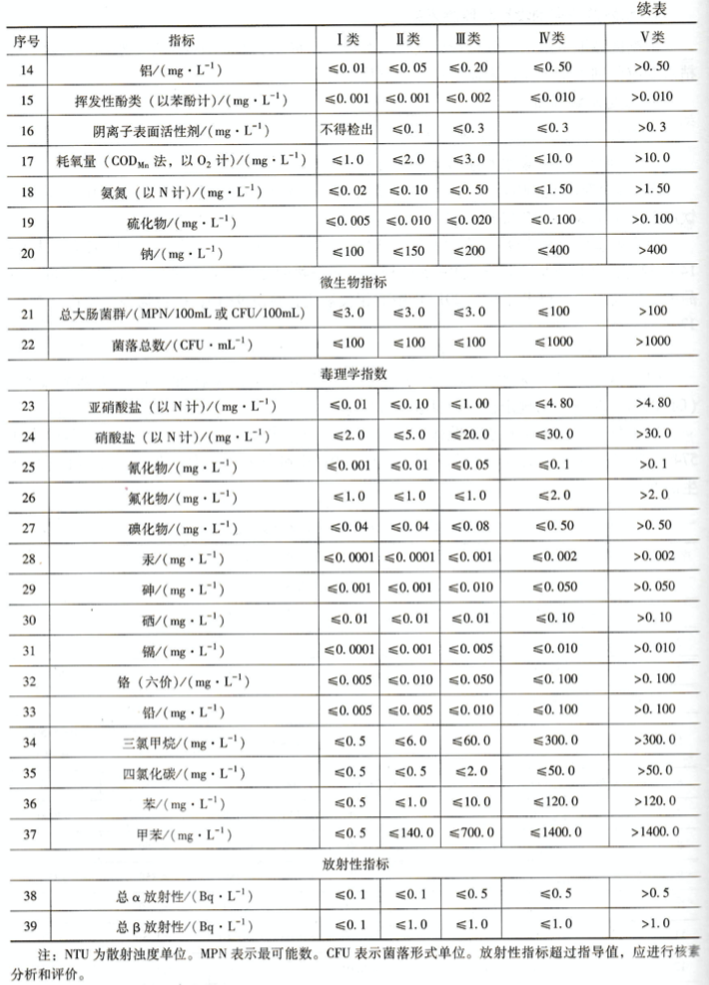 续表
序号 指标 Ⅰ类 Ⅱ类 Ⅲ类 Ⅳ类 Ⅴ类
14 铝/(mg·L⁻¹) ≤0.01 ≤0.05 ≤0.20 ≤0.50 >0.50
15 挥发性酚类（以苯酚计)/(mg·L⁻¹) ≤0.001 ≤0.001 ≤0.002 ≤0.010 >0.010
16 阴离子表面活性剂/(mg·L⁻¹) 不得检出 ≤0.1 ≤0.3 ≤0.3 >0.3
17 耗氧量（CODMn 法，以 O₂ 计)/(mg·L⁻¹) ≤1.0 ≤2.0 ≤3.0 ≤10.0 >10.0
18 氨氮（以 N 计)/(mg·L⁻¹) ≤0.02 ≤0.10 ≤0.50 ≤1.50 >1.50
19 硫化物/(mg·L⁻¹) ≤0.005 ≤0.010 ≤0.020 ≤0.100 >0.100
20 钠/(mg·L⁻¹) ≤100 ≤150 ≤200 ≤400 >400
微生物指标
21 总大肠菌群/(MPN/100mL 或 CFU/100mL) ≤3.0 ≤3.0 ≤3.0 ≤100 >100
22 菌落总数/(CFU·mL⁻¹) ≤100 ≤100 ≤100 ≤1000 >1000
毒理学指数
23 亚硝酸盐（以 N 计)/(mg·L⁻¹) ≤0.01 ≤0.10 ≤1.00 ≤4.80 >4.80
24 硝酸盐（以 N 计)/(mg·L⁻¹) ≤2.0 ≤5.0 ≤20.0 ≤30.0 >30.0
25 氰化物/(mg·L⁻¹) ≤0.001 ≤0.01 ≤0.05 ≤0.1 >0.1
26 氟化物/(mg·L⁻¹) ≤1.0 ≤1.0 ≤1.0 ≤2.0 >2.0
27 碘化物/(mg·L⁻¹) ≤0.04 ≤0.04 ≤0.08 ≤0.50 >0.50
28 汞/(mg·L⁻¹) ≤0.0001 ≤0.0001 ≤0.001 ≤0.002 >0.002
29 砷/(mg·L⁻¹) ≤0.001 ≤0.001 ≤0.010 ≤0.050 >0.050
30 硒/(mg·L⁻¹) ≤0.01 ≤0.01 ≤0.01 ≤0.10 >0.10
31 镉/(mg·L⁻¹) ≤0.0001 ≤0.001 ≤0.005 ≤0.010 >0.010
32 铬（六价)/(mg·L⁻¹) ≤0.005 ≤0.010 ≤0.050 ≤0.100 >0.100
33 铅/(mg·L⁻¹) ≤0.005 ≤0.005 ≤0.010 ≤0.100 >0.100
34 三氯甲烷/(mg·L⁻¹) ≤0.5 ≤6.0 ≤60.0 ≤300.0 >300.0
35 四氯化碳/(mg·L⁻¹) ≤0.5 ≤0.5 ≤2.0 ≤50.0 >50.0
36 苯/(mg·L⁻¹) ≤0.5 ≤1.0 ≤10.0 ≤120.0 >120.0
37 甲苯/(mg·L⁻¹) ≤0.5 ≤140.0 ≤700.0 ≤1400.0 >1400.0
放射性指标
38 总 α 放射性/(Bq·L⁻¹) ≤0.1 ≤0.1 ≤0.5 ≤0.5 >0.5
39 总 β 放射性/(Bq·L⁻¹) ≤0.1 ≤1.0 ≤1.0 ≤1.0 >1.0
注：NTU 为散射浊度单位。MPN 表示最可能数。CFU 表示菌落形式单位。放射性指标超过指导值，应进行核素
分析和评价。